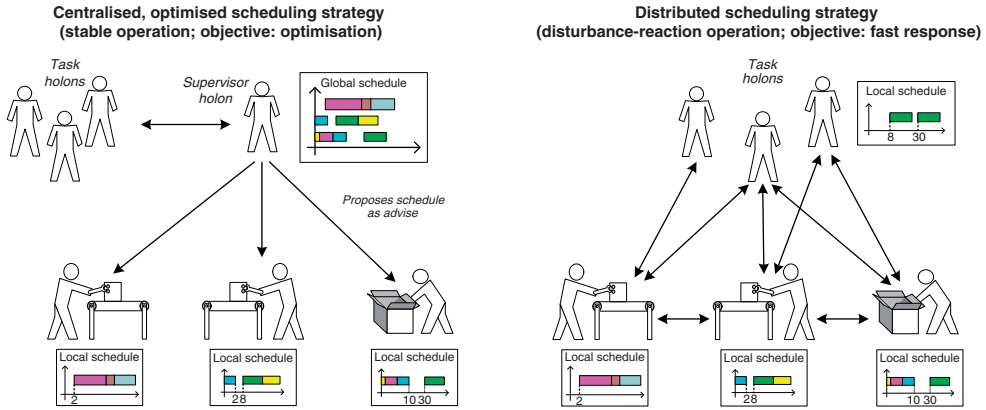 Centralised, optimised scheduling strategy
(stable operation; objective: optimisation)
Task
holons
Supervisor
holon
Global schedule
Proposes schedule
as advise
Local schedule
2
Local schedule
28
Local schedule
10 30
Distributed scheduling strategy
(disturbance-reaction operation; objective: fast response)
Task
holons
Local schedule
8 30
Local schedule
2
Local schedule
28
Local schedule
10 30